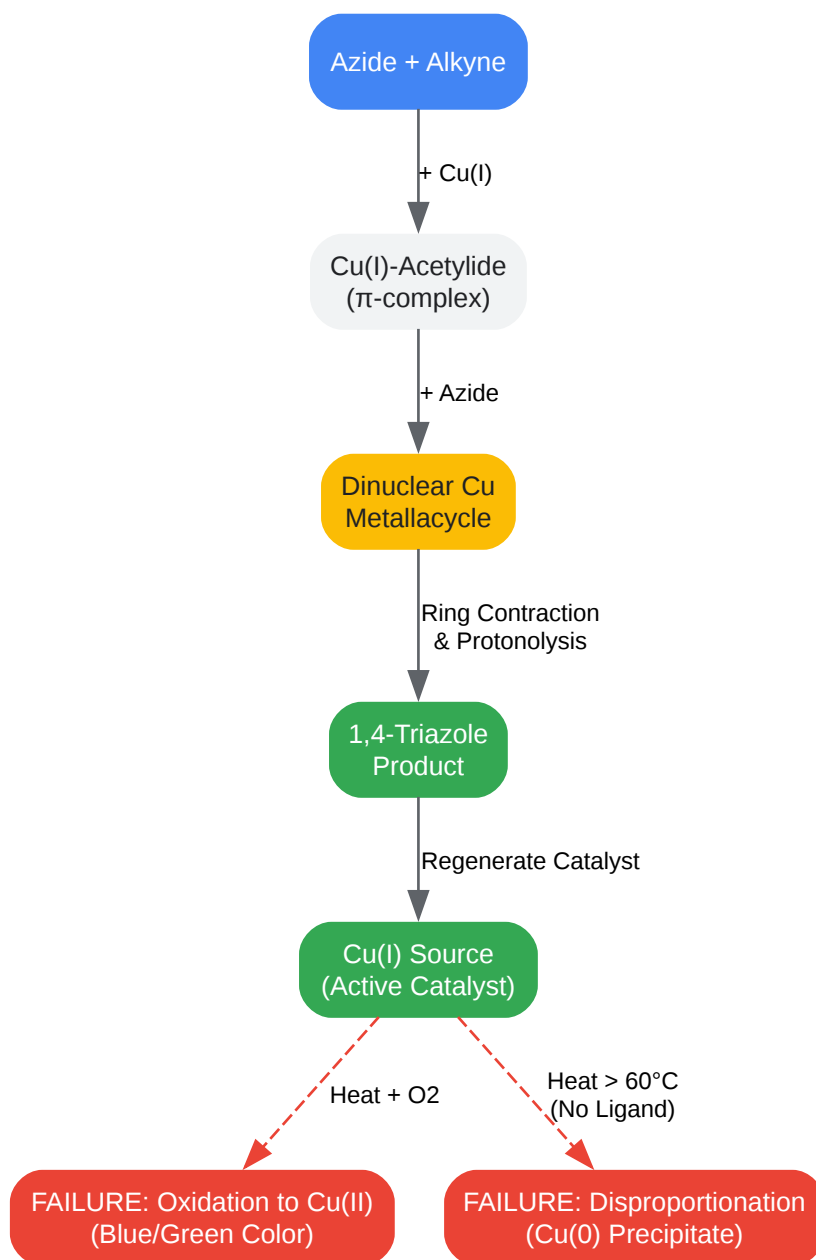 Azide + Alkyne
+ Cu(I)
Cu(I)-Acetylide
(π-complex)
+ Azide
Dinuclear Cu
Metallacycle
Ring Contraction
& Protonolysis
1,4-Triazole
Product
Regenerate Catalyst
Cu(I) Source
(Active Catalyst)
Heat + O2
Heat > 60°C
(No Ligand)
FAILURE: Oxidation to Cu(II)
(Blue/Green Color)
FAILURE: Disproportionation
(Cu(0) Precipitate)